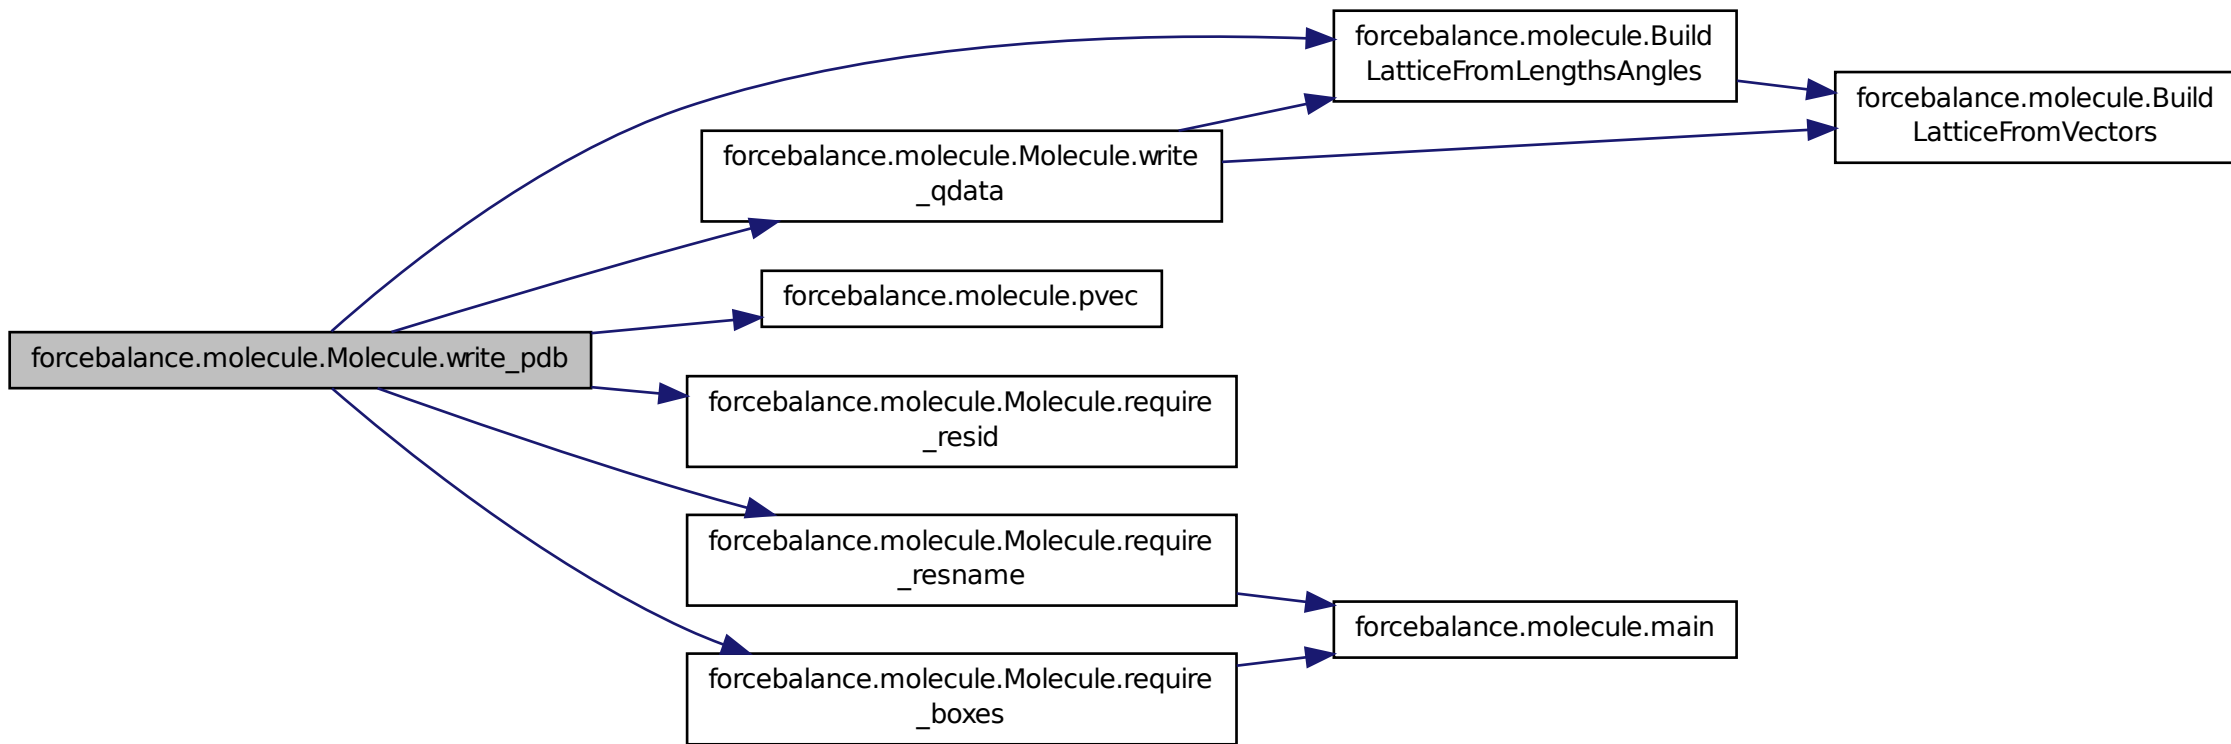 forcebalance.molecule.Molecule.write_pdb
forcebalance.molecule.Build
LatticeFromLengthsAngles
forcebalance.molecule.Molecule.write
_qdata
forcebalance.molecule.pvec
forcebalance.molecule.Molecule.require
_resid
forcebalance.molecule.Molecule.require
_resname
forcebalance.molecule.Molecule.require
_boxes
forcebalance.molecule.Build
LatticeFromVectors
forcebalance.molecule.main